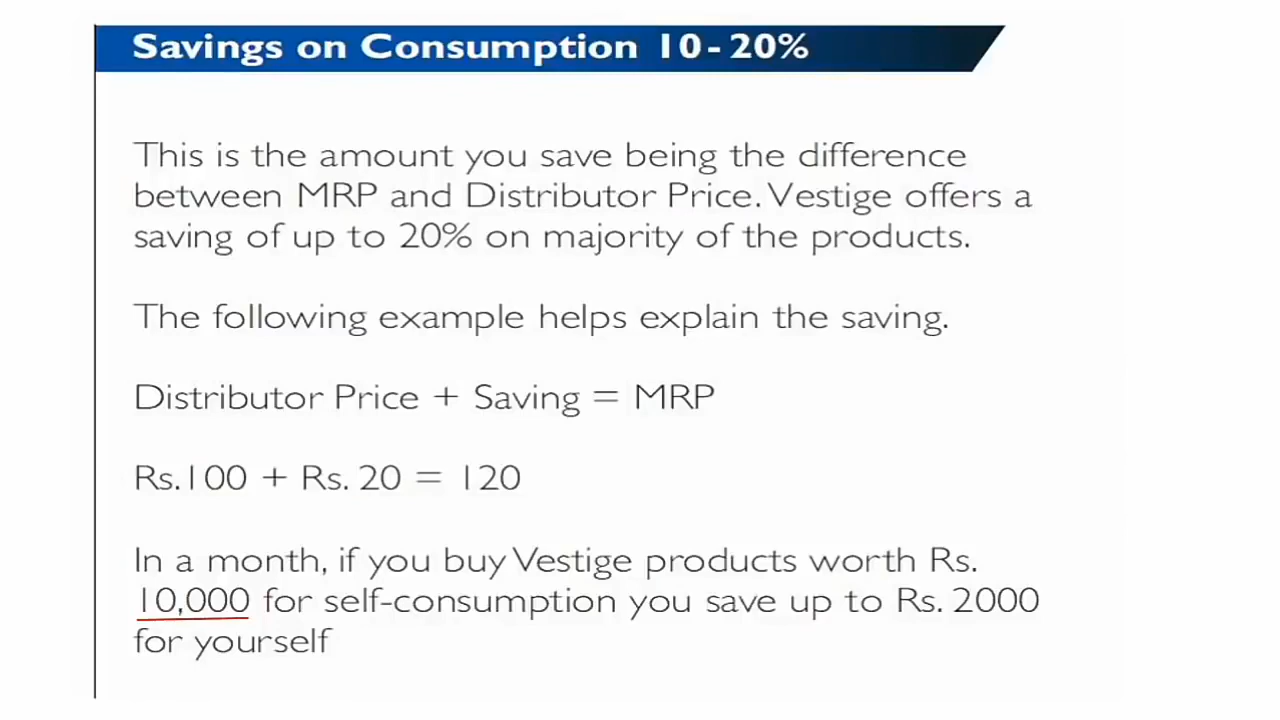 Savings on Consumption 10-20%
This is the amount you save being the difference
between MRP and Distributor Price. Vestige offers a
saving of up to 20% on majority of the products.
The following example helps explain the saving.
Distributor Price + Saving = MRP
Rs.100 + Rs. 20 = 120
In a month, if you buy Vestige products worth Rs.
10,000 for self-consumption you save up to Rs. 2000
for yourself